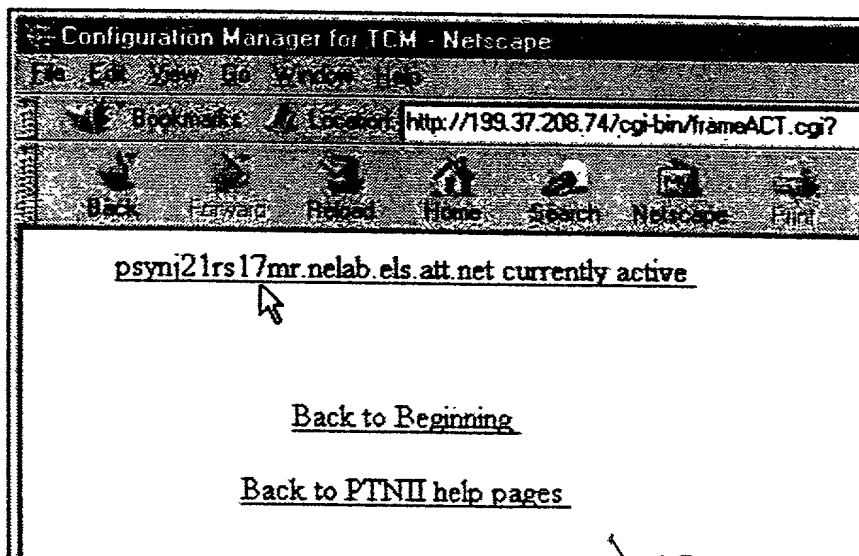 Configuration Manager for TCM - Netscape
File Edit View Go Window Help
Bookmarks Location: http://199.37.208.74/cgi-bin/frameACT.cgi?
Back Forward Reload Home Search Netscape Print
psynj21rs17mr.nelab.els.att.net currently active
Back to Beginning
Back to PTNII help pages